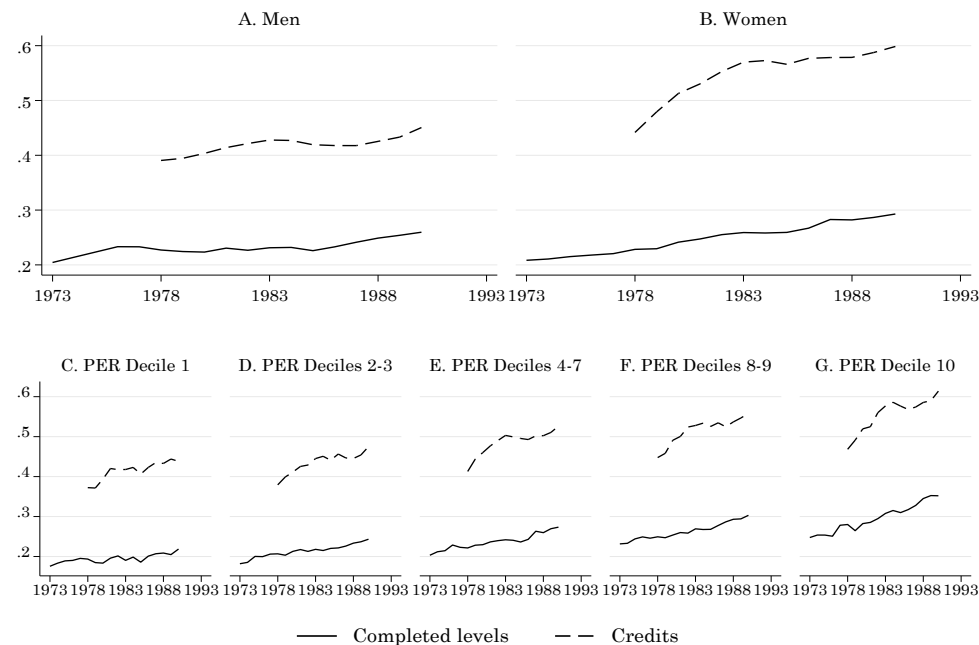 A. Men
B. Women
.6
.5
.4
.3
.2
1973 1978 1983 1988 1993
1973 1978 1983 1988 1993
C. PER Decile 1
D. PER Deciles 2-3
E. PER Deciles 4-7
F. PER Deciles 8-9
G. PER Decile 10
.6
.5
.4
.3
.2
1973 1978 1983 1988 1993
1973 1978 1983 1988 1993
1973 1978 1983 1988 1993
1973 1978 1983 1988 1993
1973 1978 1983 1988 1993
Completed levels
Credits